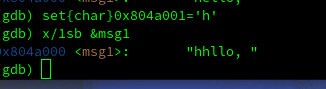 (gdb) set{char}0x804a001='h'
(gdb) x/1sb &msg1
0x804a000 <msg1>: "hhllo, "
(gdb)